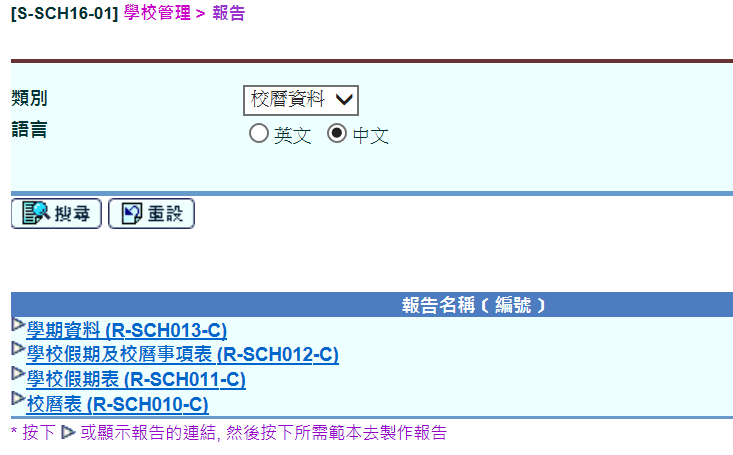 [S-SCH16-01] 學校管理 > 報告
類別 校曆資料
語言 英文 中文
搜尋 重設
報告名稱﹝編號﹞
學期資料 (R-SCH013-C)
學校假期及校曆事項表 (R-SCH012-C)
學校假期表 (R-SCH011-C)
校曆表 (R-SCH010-C)
* 按下 或顯示報告的連結, 然後按下所需範本去製作報告